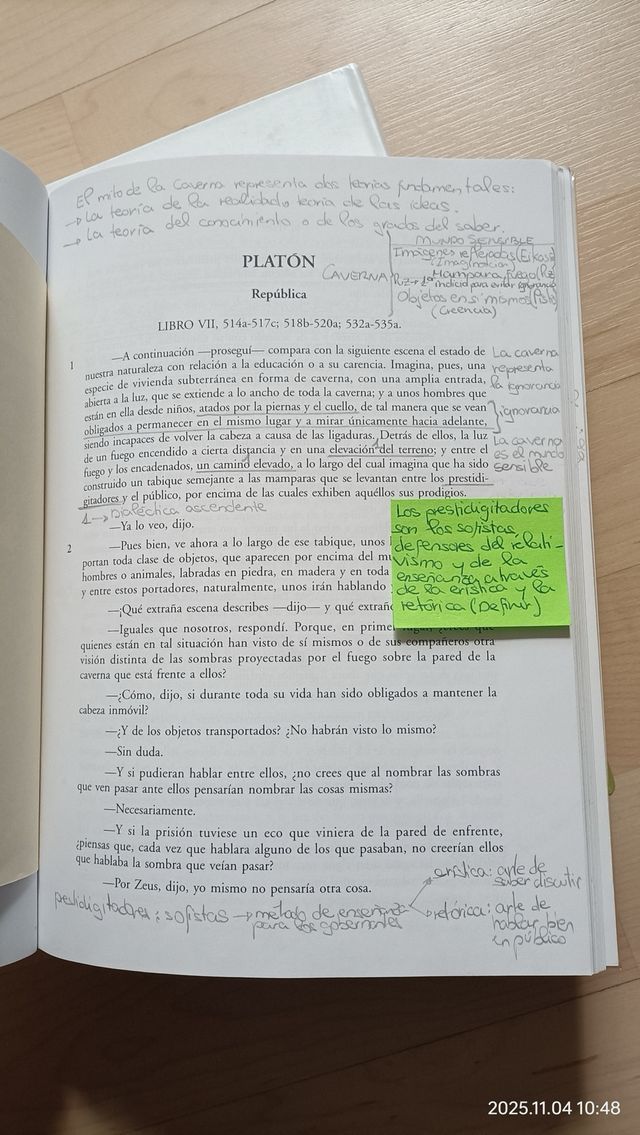 El mito de la caverna representa dos teorías fundamentales:
→ La teoría de la realidad o teoría de las ideas.
→ La teoría del conocimiento o de los grados del saber.
MUNDO SENSIBLE
Imágenes reflejadas (Eikasia)
(Imaginación)
CAVERNA
Mampara, fuego (luz)
Luz → 1º indicio para evitar ignorancia
Objetos en sí mismos (Pistis)
(Creencia)
PLATÓN
República
LIBRO VII, 514a-517c; 518b-520a; 532a-535a.
1
—A continuación —proseguí— compara con la siguiente escena el estado de
nuestra naturaleza con relación a la educación o a su carencia. Imagina, pues, una
especie de vivienda subterránea en forma de caverna, con una amplia entrada,
abierta a la luz, que se extiende a lo ancho de toda la caverna; y a unos hombres que
están en ella desde niños, atados por la piernas y el cuello, de tal manera que se vean
obligados a permanecer en el mismo lugar y a mirar únicamente hacia adelante,
siendo incapaces de volver la cabeza a causa de las ligaduras. Detrás de ellos, la luz
de un fuego encendido a cierta distancia y en una elevación del terreno; y entre el
fuego y los encadenados, un camino elevado, a lo largo del cual imagina que ha sido
construido un tabique semejante a las mamparas que se levantan entre los prestidi-
gitadores y el público, por encima de las cuales exhiben aquéllos sus prodigios.
La caverna
representa
la ignorancia
ignorancia
La caverna
es el mundo
sensible
1 → Dialéctica ascendente
—Ya lo veo, dijo.
2
—Pues bien, ve ahora a lo largo de ese tabique, unos
portan toda clase de objetos, que aparecen por encima del
hombres o animales, labradas en piedra, en madera y en toda
y entre estos portadores, naturalmente, unos irán hablando
—¡Qué extraña escena describes —dijo— y qué
—Iguales que nosotros, respondí. Porque, en primer
quienes están en tal situación han visto de sí mismos o de sus compañeros otra
visión distinta de las sombras proyectadas por el fuego sobre la pared de la
caverna que está frente a ellos?
Los prestidigitadores
son los sofistas,
defensores del relati-
vismo y de la
enseñanza a través
de la erística y la
retórica (Definir)
—¿Cómo, dijo, si durante toda su vida han sido obligados a mantener la
cabeza inmóvil?
—¿Y de los objetos transportados? ¿No habrán visto lo mismo?
—Sin duda.
—Y si pudieran hablar entre ellos, ¿no crees que al nombrar las sombras
que ven pasar ante ellos pensarían nombrar las cosas mismas?
—Necesariamente.
—Y si la prisión tuviese un eco que viniera de la pared de enfrente,
¿piensas que, cada vez que hablara alguno de los que pasaban, no creerían ellos
que hablaba la sombra que veían pasar?
—Por Zeus, dijo, yo mismo no pensaría otra cosa.
prestidigitadores: sofistas → método de enseñanza
para los gobernantes
erística: arte de
saber discutir
retórica: arte de
hablar bien
en público
2025.11.04 10:48